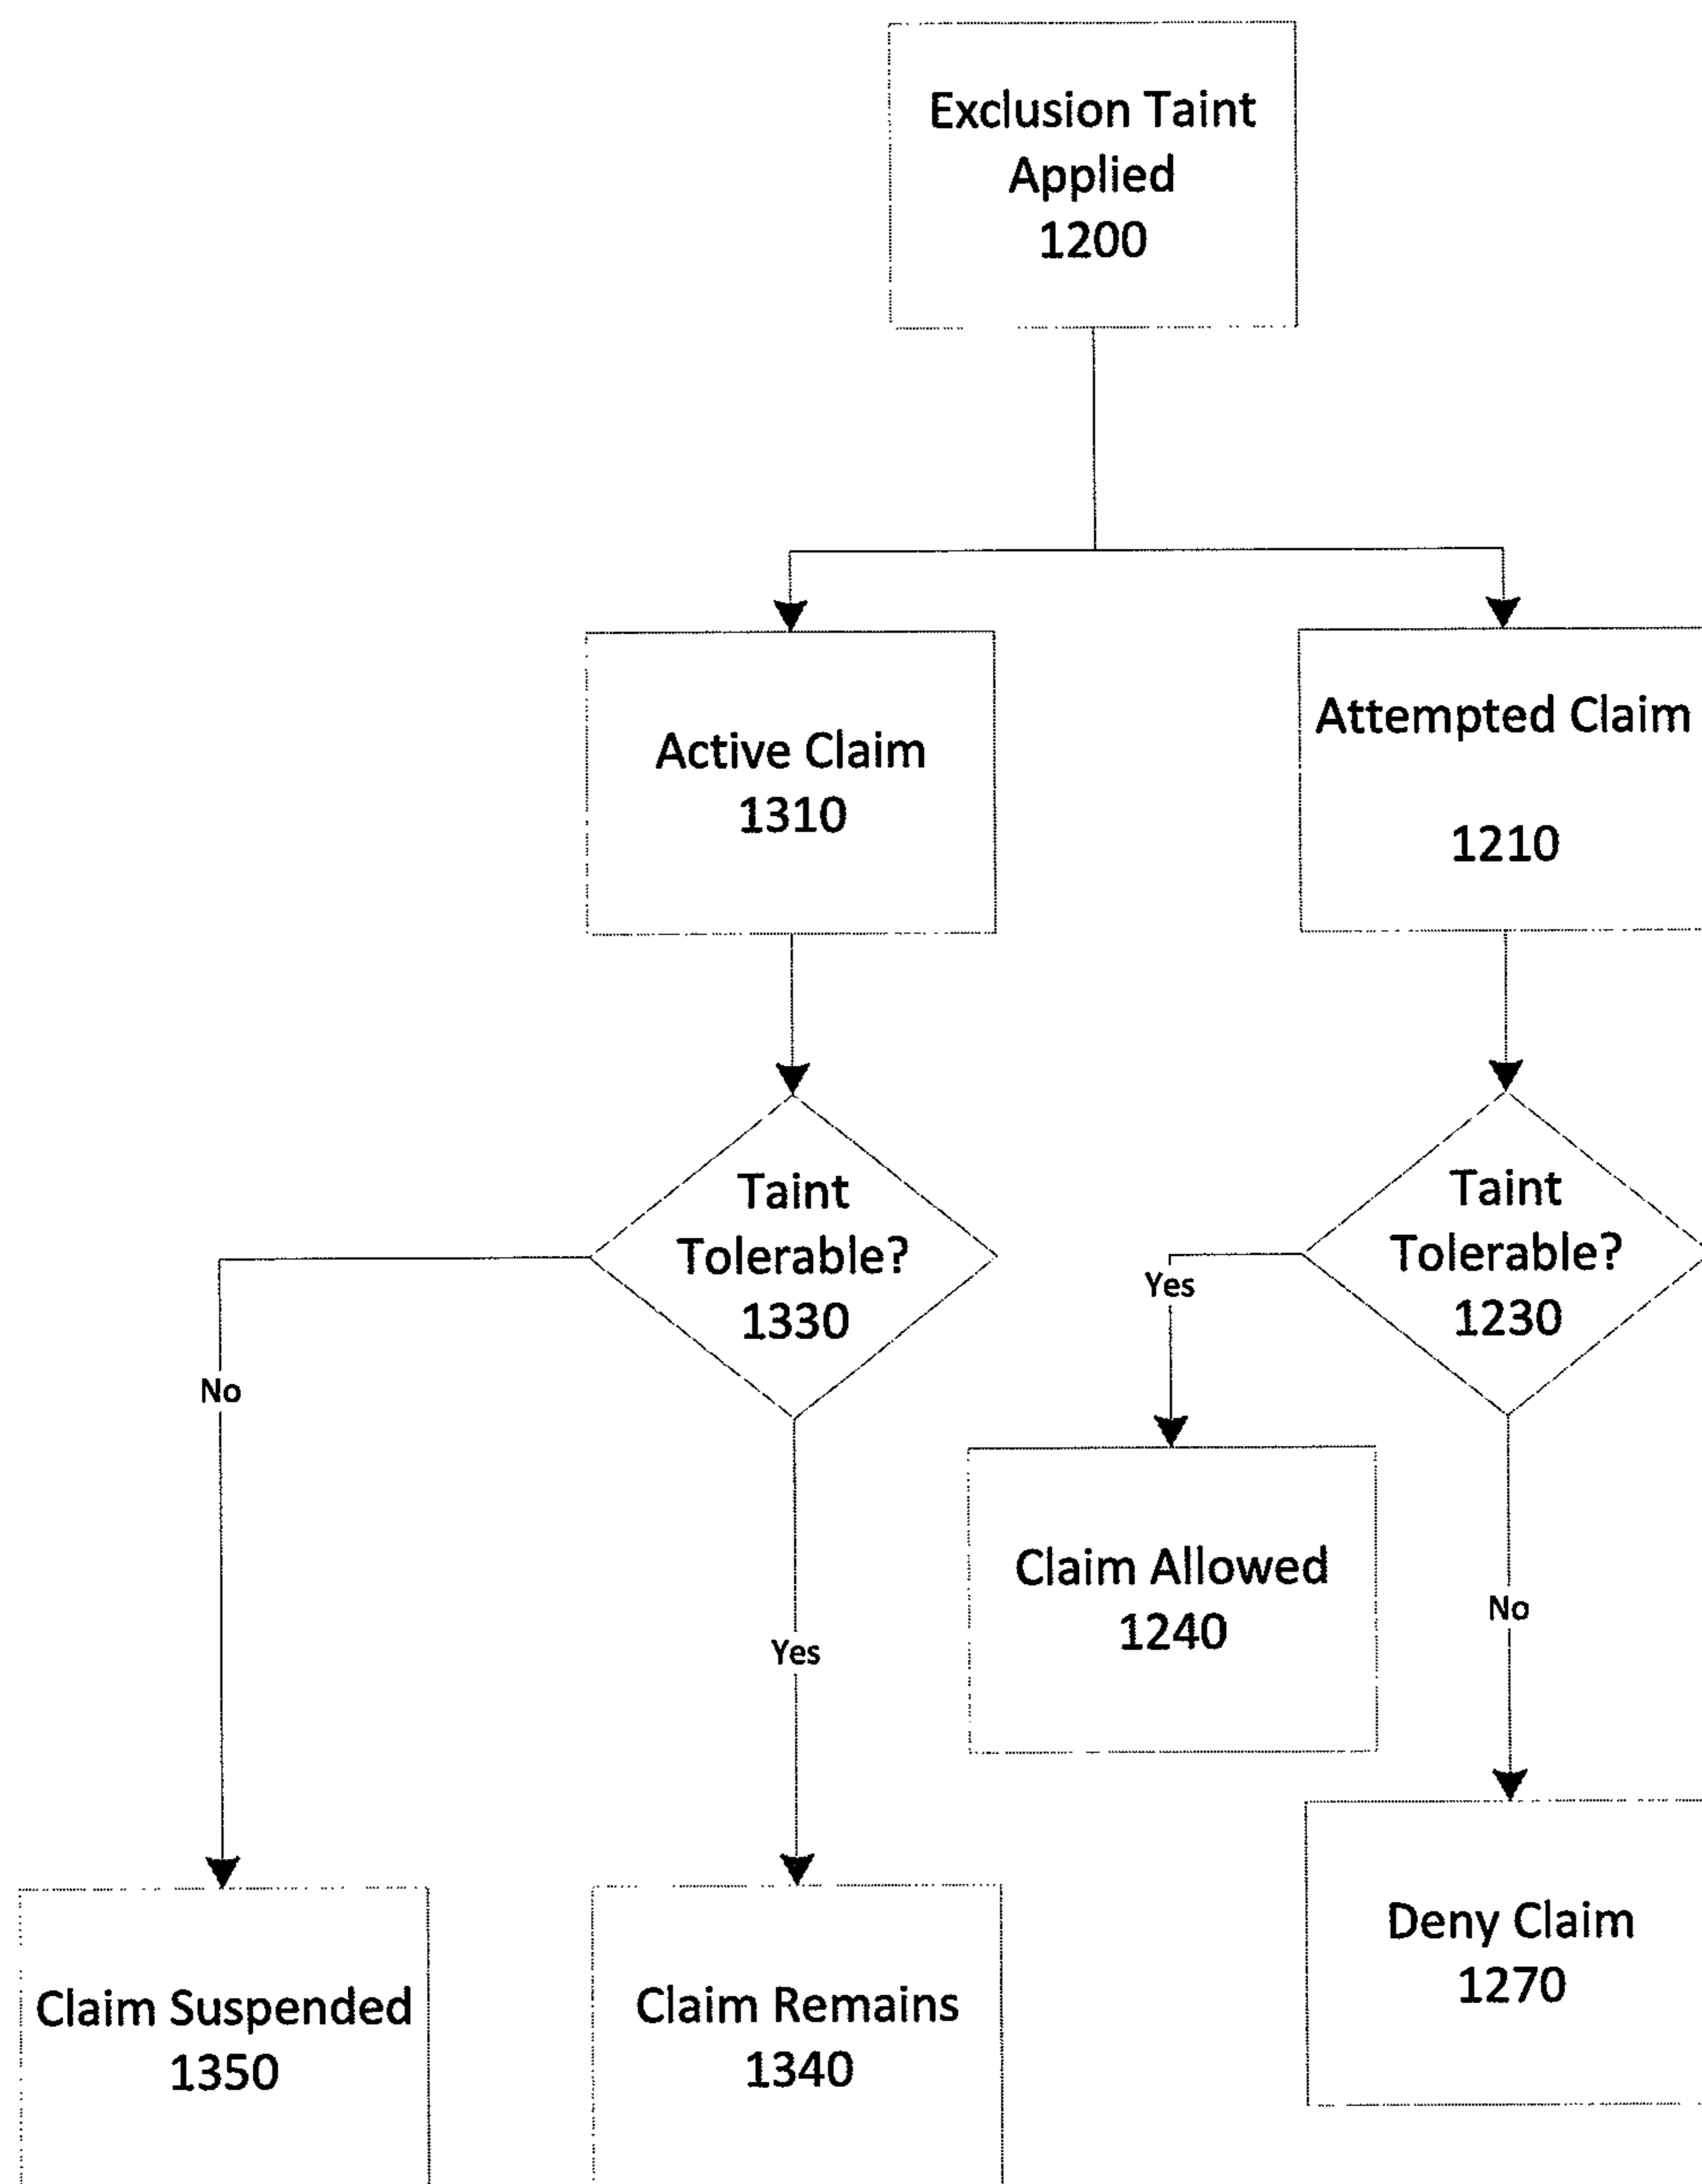 Exclusion Taint
Applied
1200
Active Claim
1310
Attempted Claim
1210
Taint
Tolerable?
1330
Taint
Tolerable?
1230
Yes
No
Claim Allowed
1240
No
Yes
Claim Suspended
1350
Claim Remains
1340
Deny Claim
1270